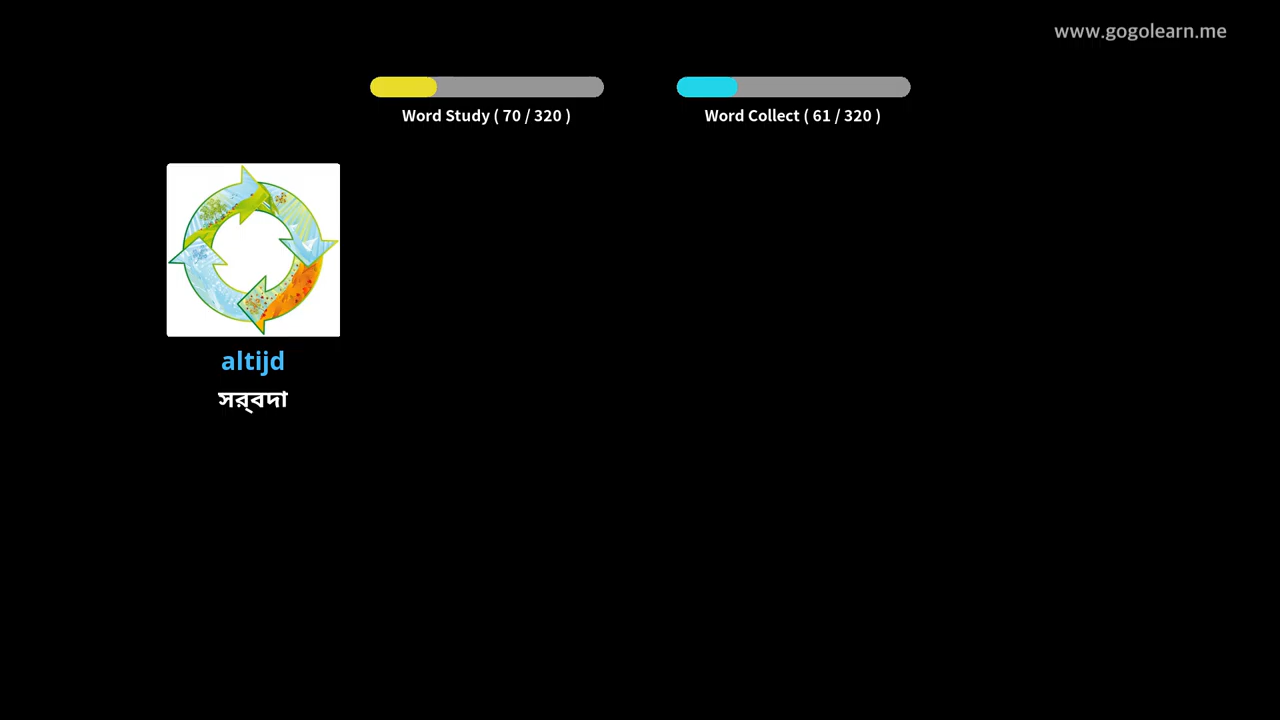 www.gogolearn.me
Word Study ( 70 / 320 )
Word Collect ( 61 / 320 )
altijd
সর্বদা